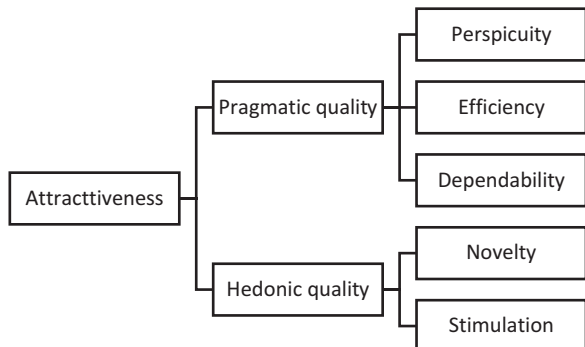 Perspicuity
Pragmatic quality
Efficiency
Attracttiveness
Dependability
Novelty
Hedonic quality
Stimulation